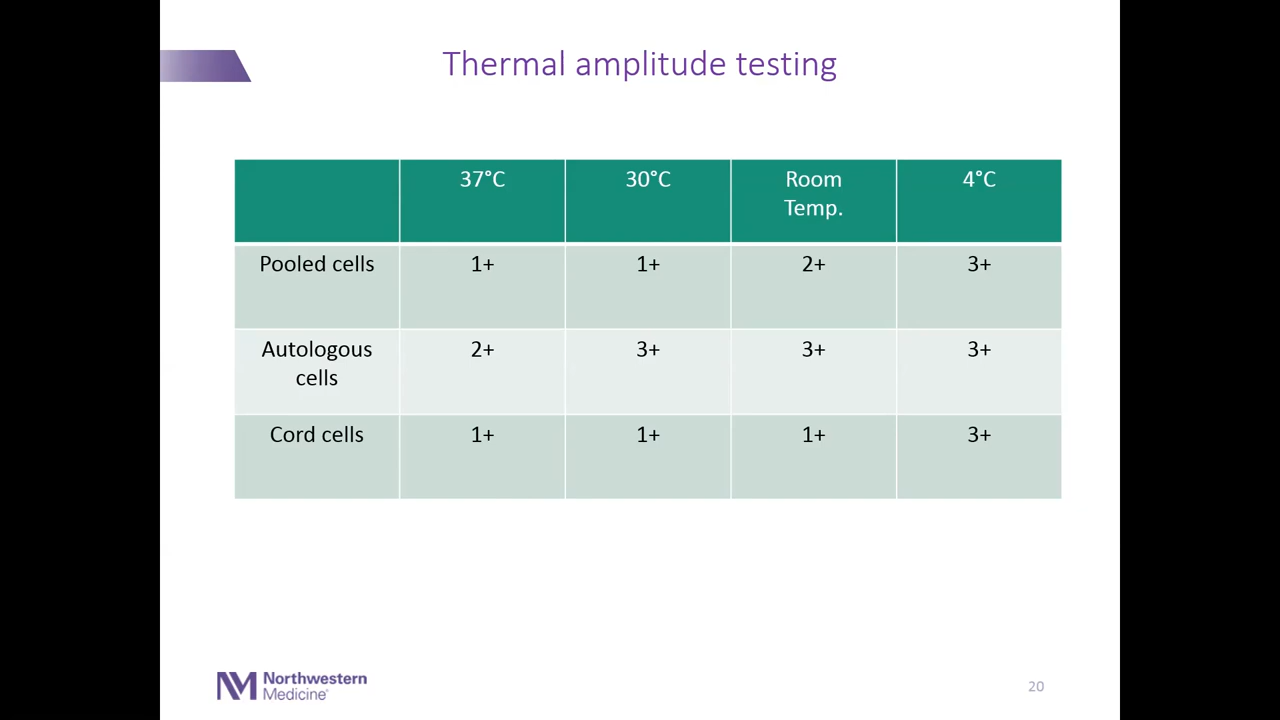 Thermal amplitude testing
37°C
30°C
Room
Temp.
4°C
Pooled cells
1+
1+
2+
3+
Autologous
cells
2+
3+
3+
3+
Cord cells
1+
1+
1+
3+
Northwestern
Medicine®
20